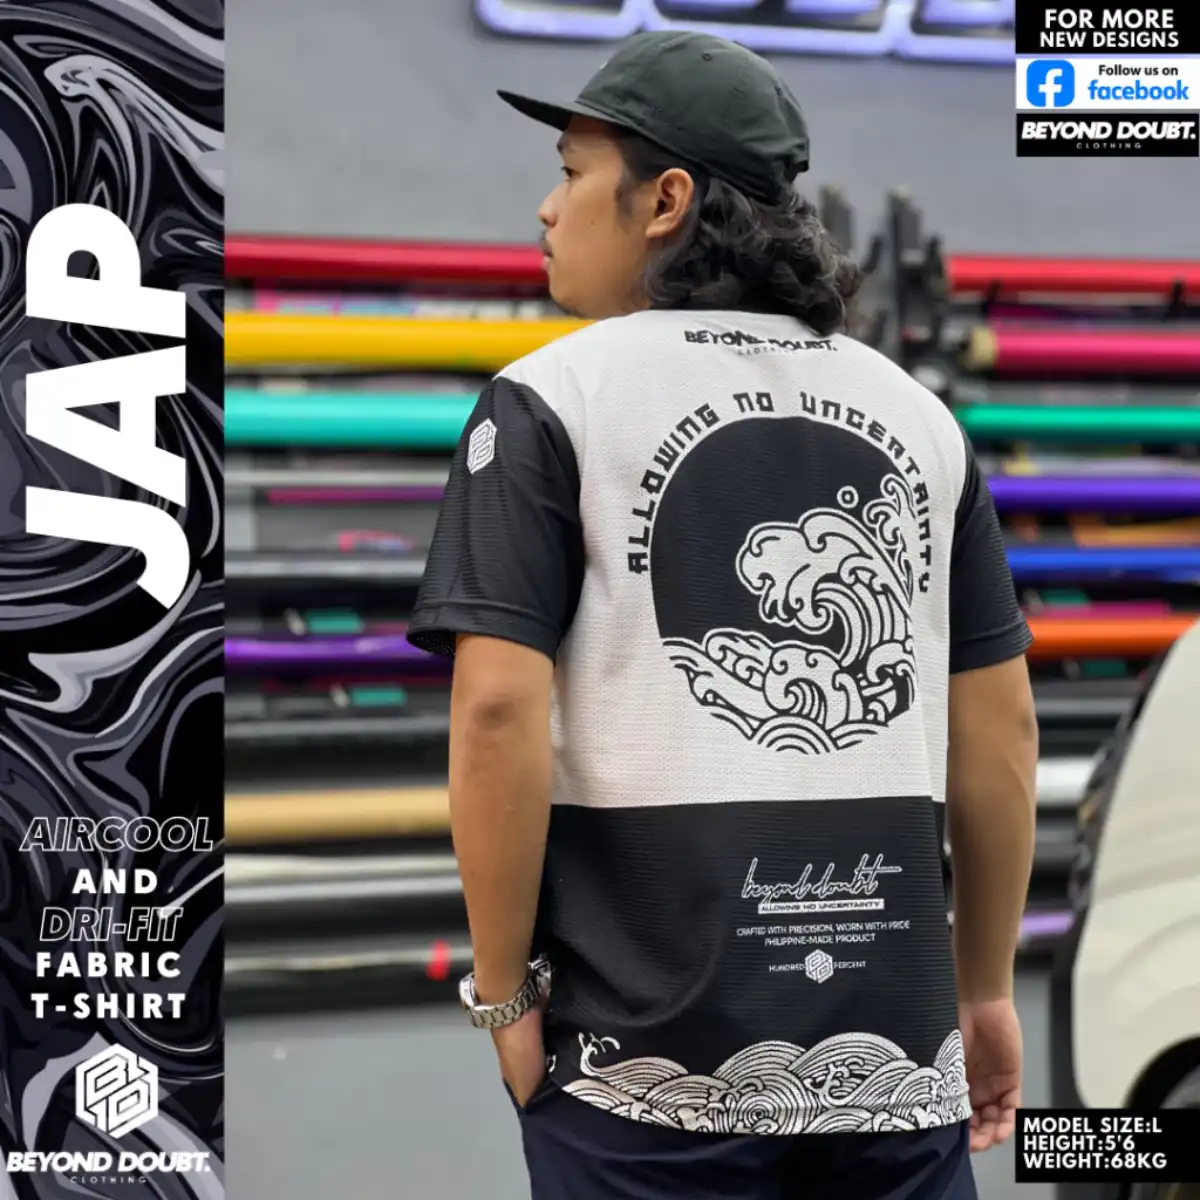 JAP
AIRCOOL
AND
DRI-FIT
FABRIC
T-SHIRT
BEYOND DOUBT.
CLOTHING
FOR MORE
NEW DESIGNS
Follow us on
facebook
BEYOND DOUBT.
CLOTHING
BEYOND DOUBT.
CLOTHING
ALLOWING NO UNCERTAINTY
beyond doubt
ALLOWING NO UNCERTAINTY
CRAFTED WITH PRECISION, WORN WITH PRIDE
PHILIPPINE-MADE PRODUCT
HUNDRED PERCENT
MODEL SIZE:L
HEIGHT:5'6
WEIGHT:68KG